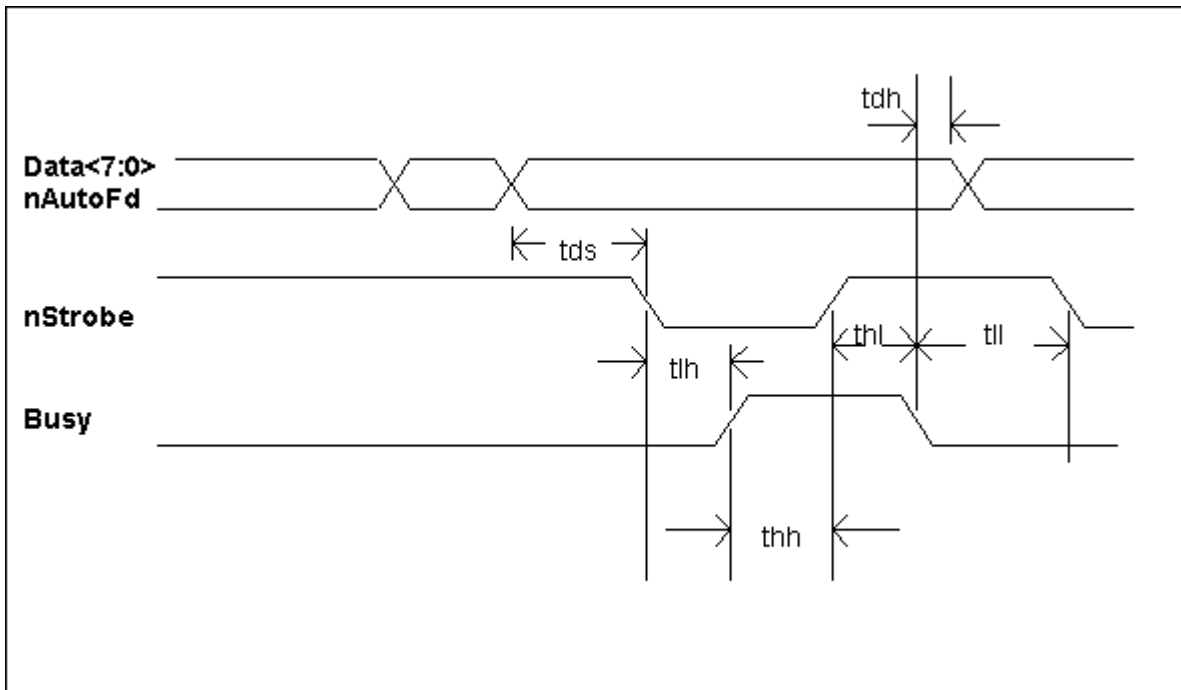 tdh
Data<7:0>
nAutoFd
tds
nStrobe
thl
tll
tlh
Busy
thh